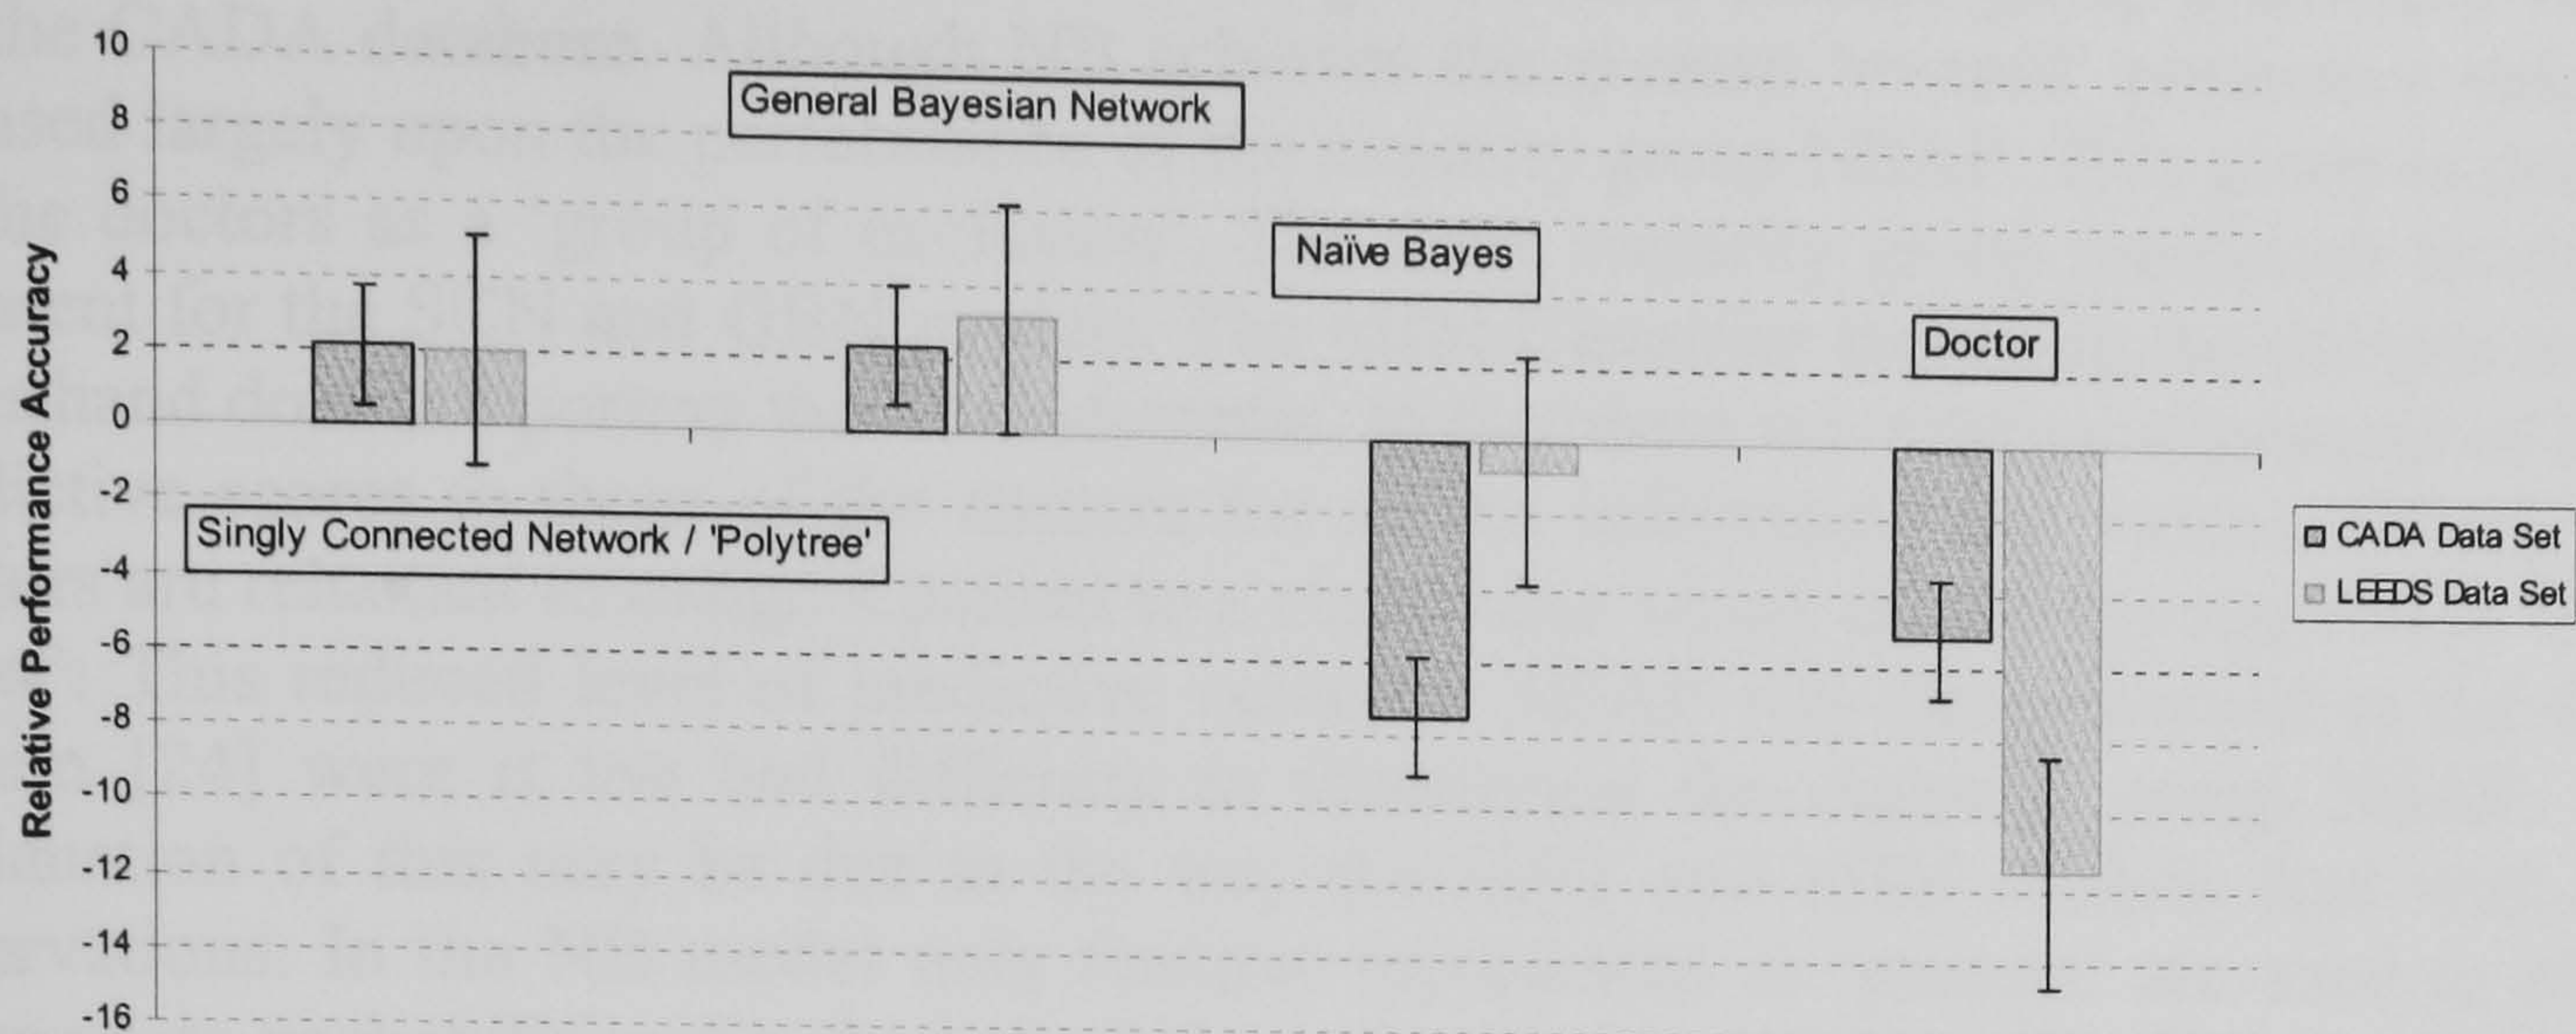 Relative Performance Accuracy
10
8
6
4
2
0
-2
-4
-6
-8
-10
-12
-14
-16
General Bayesian Network
Naïve Bayes
Doctor
Singly Connected Network / 'Polytree'
CADA Data Set
LEEDS Data Set